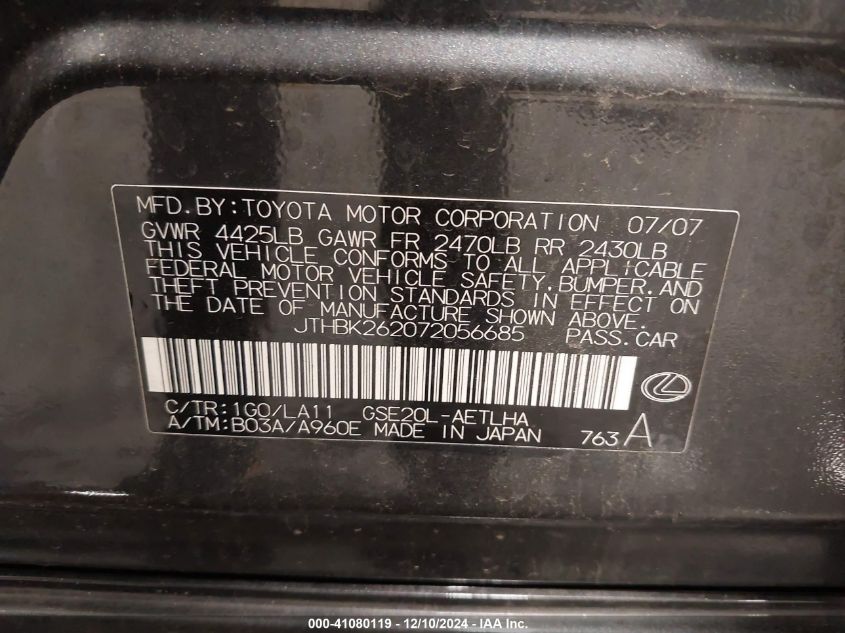 MFD.BY:TOYOTA MOTOR CORPORATION 07/07
GVWR 4425LB GAWR FR 2470LB RR 2430LB
THIS VEHICLE CONFORMS TO ALL APPLICABLE
FEDERAL MOTOR VEHICLE SAFETY,BUMPER,AND
THEFT PREVENTION STANDARDS IN EFFECT ON
THE DATE OF MANUFACTURE SHOWN ABOVE.
JTHBK262072056685 PASS.CAR
C/TR:1G0/LA11 GSE20L-AETLHA
A/TM:B03A/A960E MADE IN JAPAN 763A
000-41080119 - 12/10/2024 - IAA Inc.